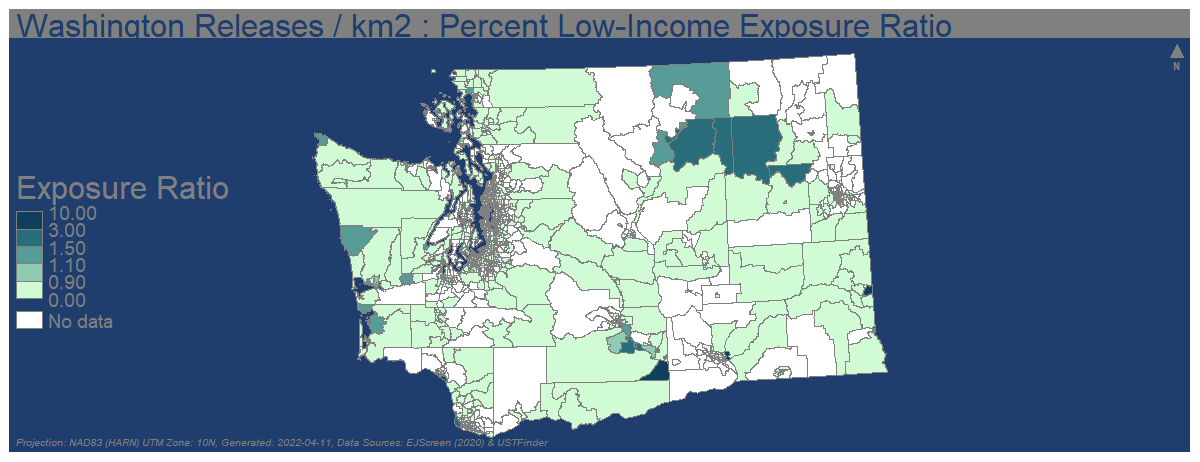 Washington Releases / km2 : Percent Low-Income Exposure Ratio
N
Exposure Ratio
10.00
3.00
1.50
1.10
0.90
0.00
No data
Projection: NAD83 (HARN) UTM Zone: 10N, Generated: 2022-04-11, Data Sources: EJScreen (2020) & USTFinder